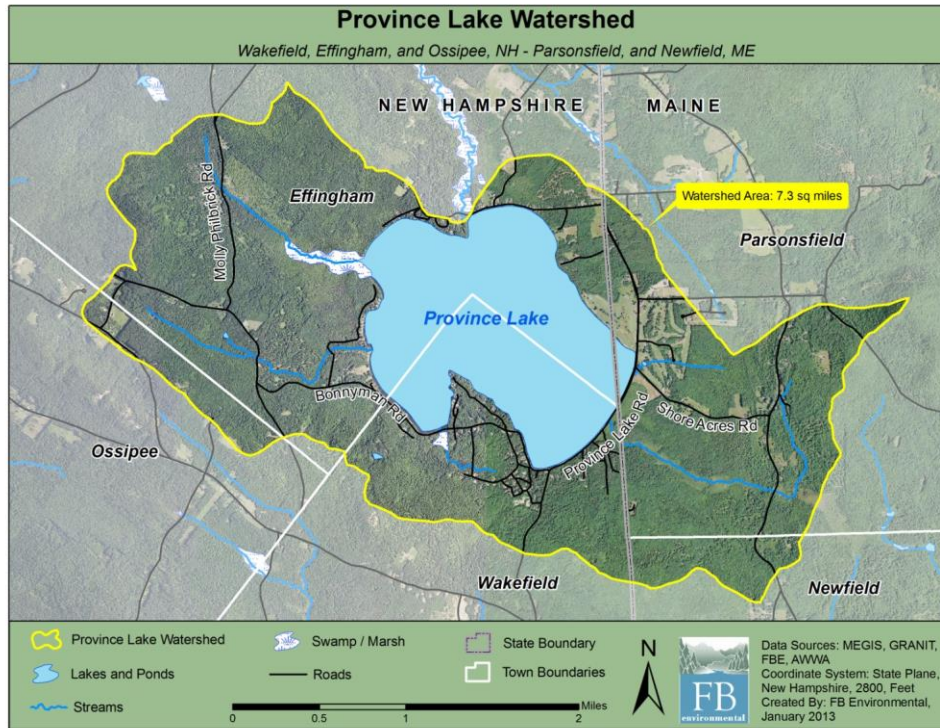 Province Lake Watershed
Wakefield, Effingham, and Ossipee, NH - Parsonsfield, and Newfield, ME
NEW HAMPSHIRE
MAINE
Molly Philbrick Rd
Effingham
Watershed Area: 7.3 sq miles
Parsonsfield
Province Lake
Bonnyman Rd
Shore Acres Rd
Province Lake Rd
Ossipee
Wakefield
Newfield
Province Lake Watershed
Lakes and Ponds
Streams
Swamp / Marsh
Roads
State Boundary
Town Boundaries
0 0.5 1 2 Miles
N
FB
environmental
Data Sources: MEGIS, GRANIT,
FBE, AWWA
Coordinate System: State Plane,
New Hampshire, 2800, Feet
Created By: FB Environmental,
January 2013